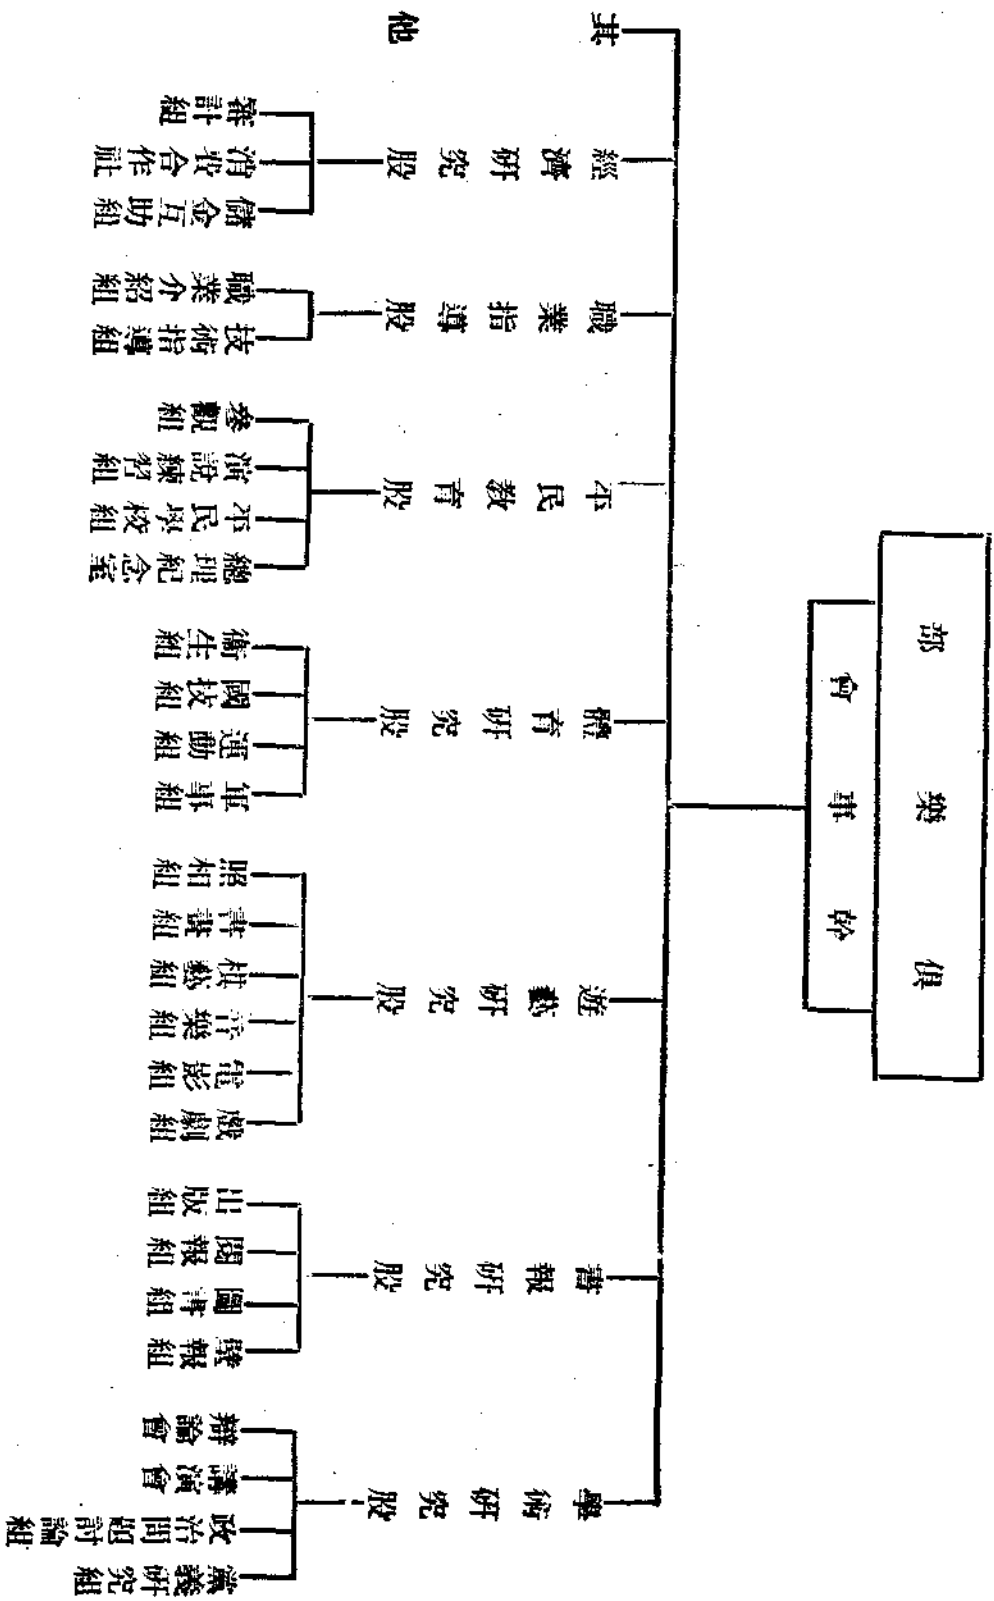 俱樂部
幹事會
學術研究股
黨義研究組
政治問題討論組
講演會
辯論會
書報研究股
壁報組
圖書組
閱報組
出版組
遊藝研究股
戲劇組
電影組
音樂組
棋藝組
書畫組
照相組
體育研究股
軍事組
運動組
國技組
衛生組
平民教育股
總理紀念室
平民學校組
演說練習組
參觀組
職業指導股
技術指導組
職業介紹組
經濟研究股
儲金互助組
消費合作社
審計組
其他